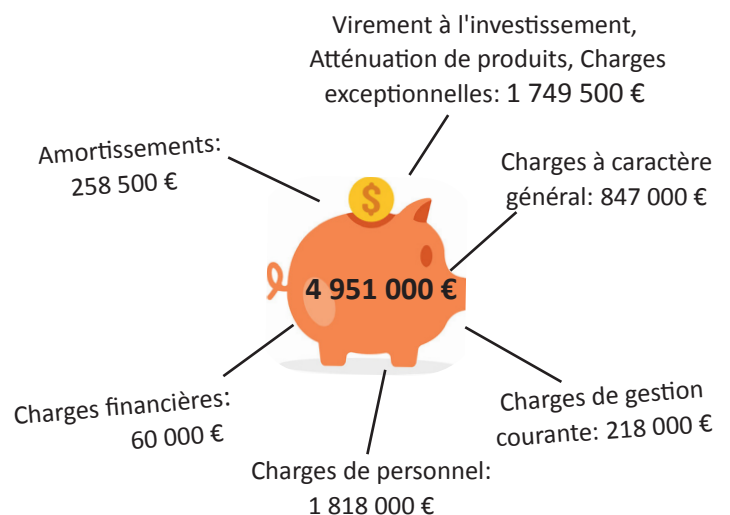 Virement à l'investissement,
Atténuation de produits, Charges
exceptionnelles: 1 749 500 €
Amortissements:
258 500 €
Charges à caractère
général: 847 000 €
$
4 951 000 €
Charges financières:
60 000 €
Charges de gestion
courante: 218 000 €
Charges de personnel:
1 818 000 €